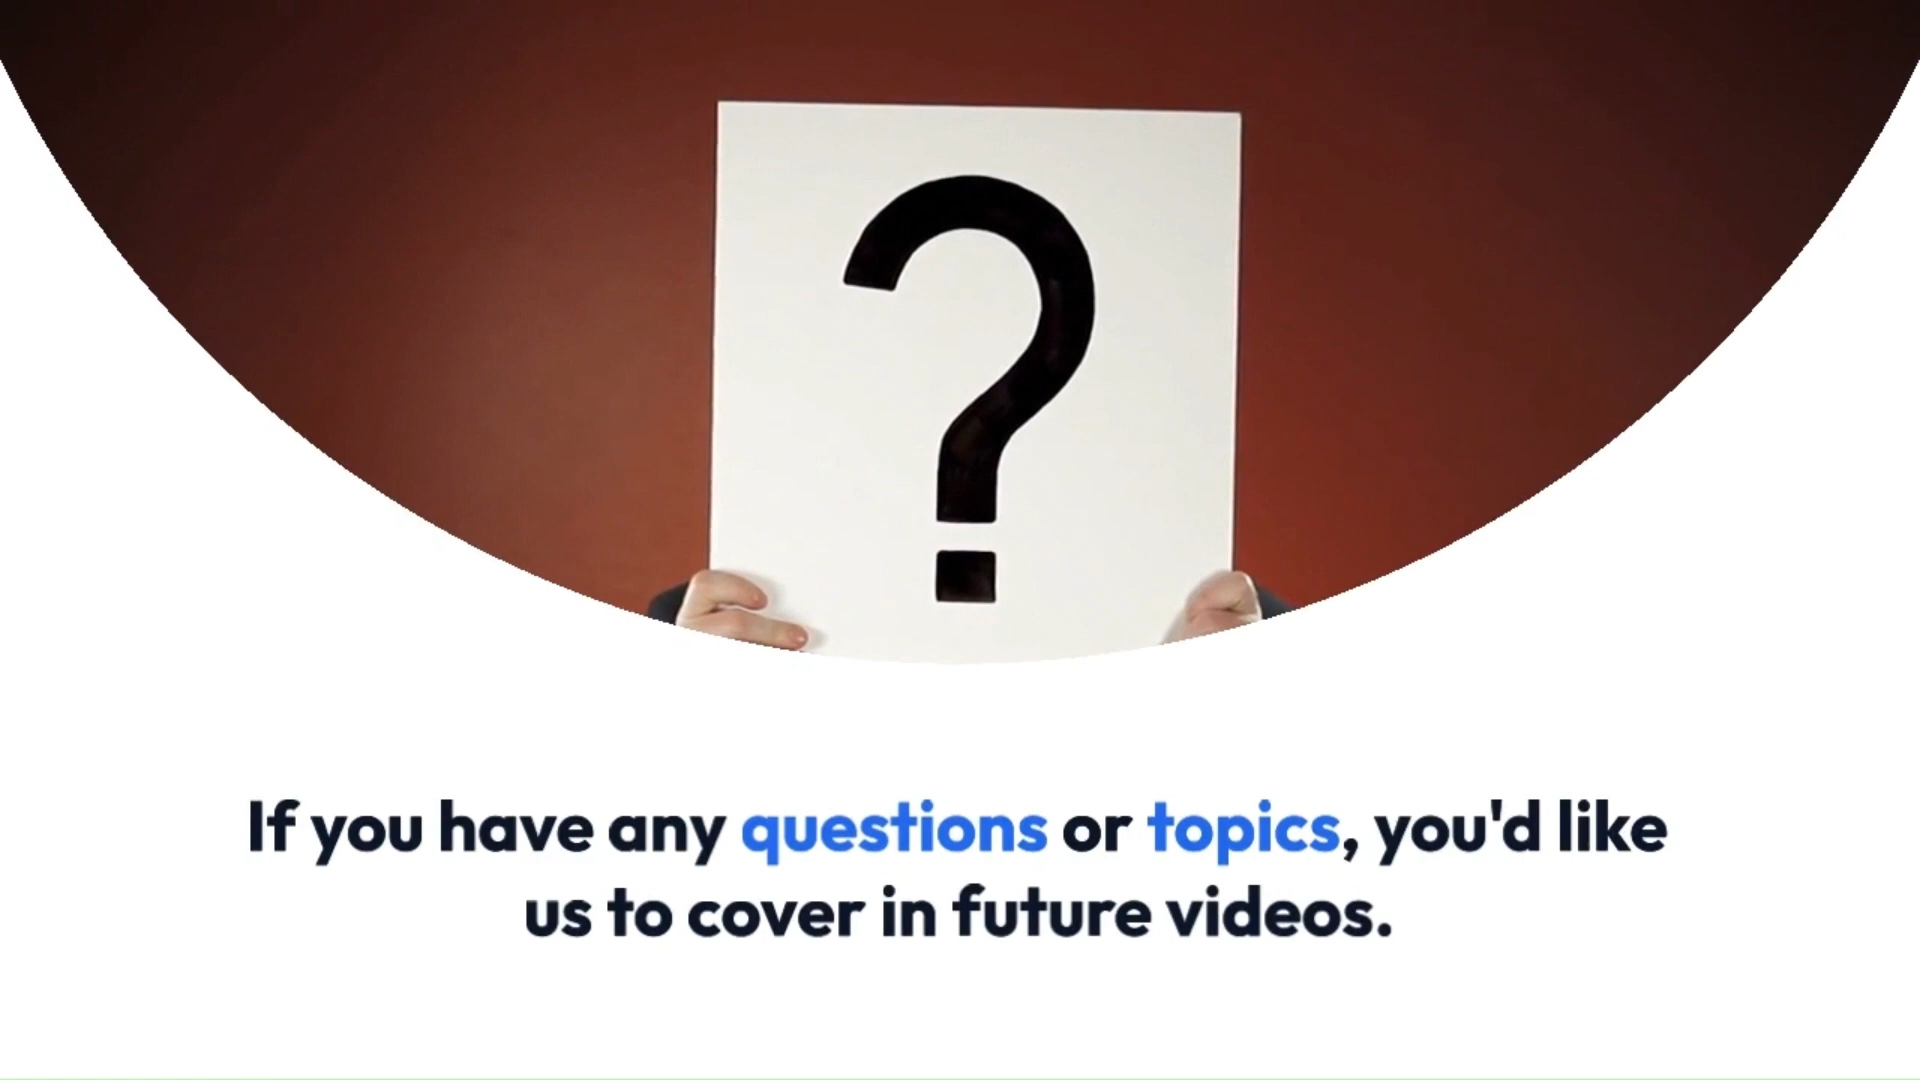 ?
If you have any questions or topics, you'd like
us to cover in future videos.